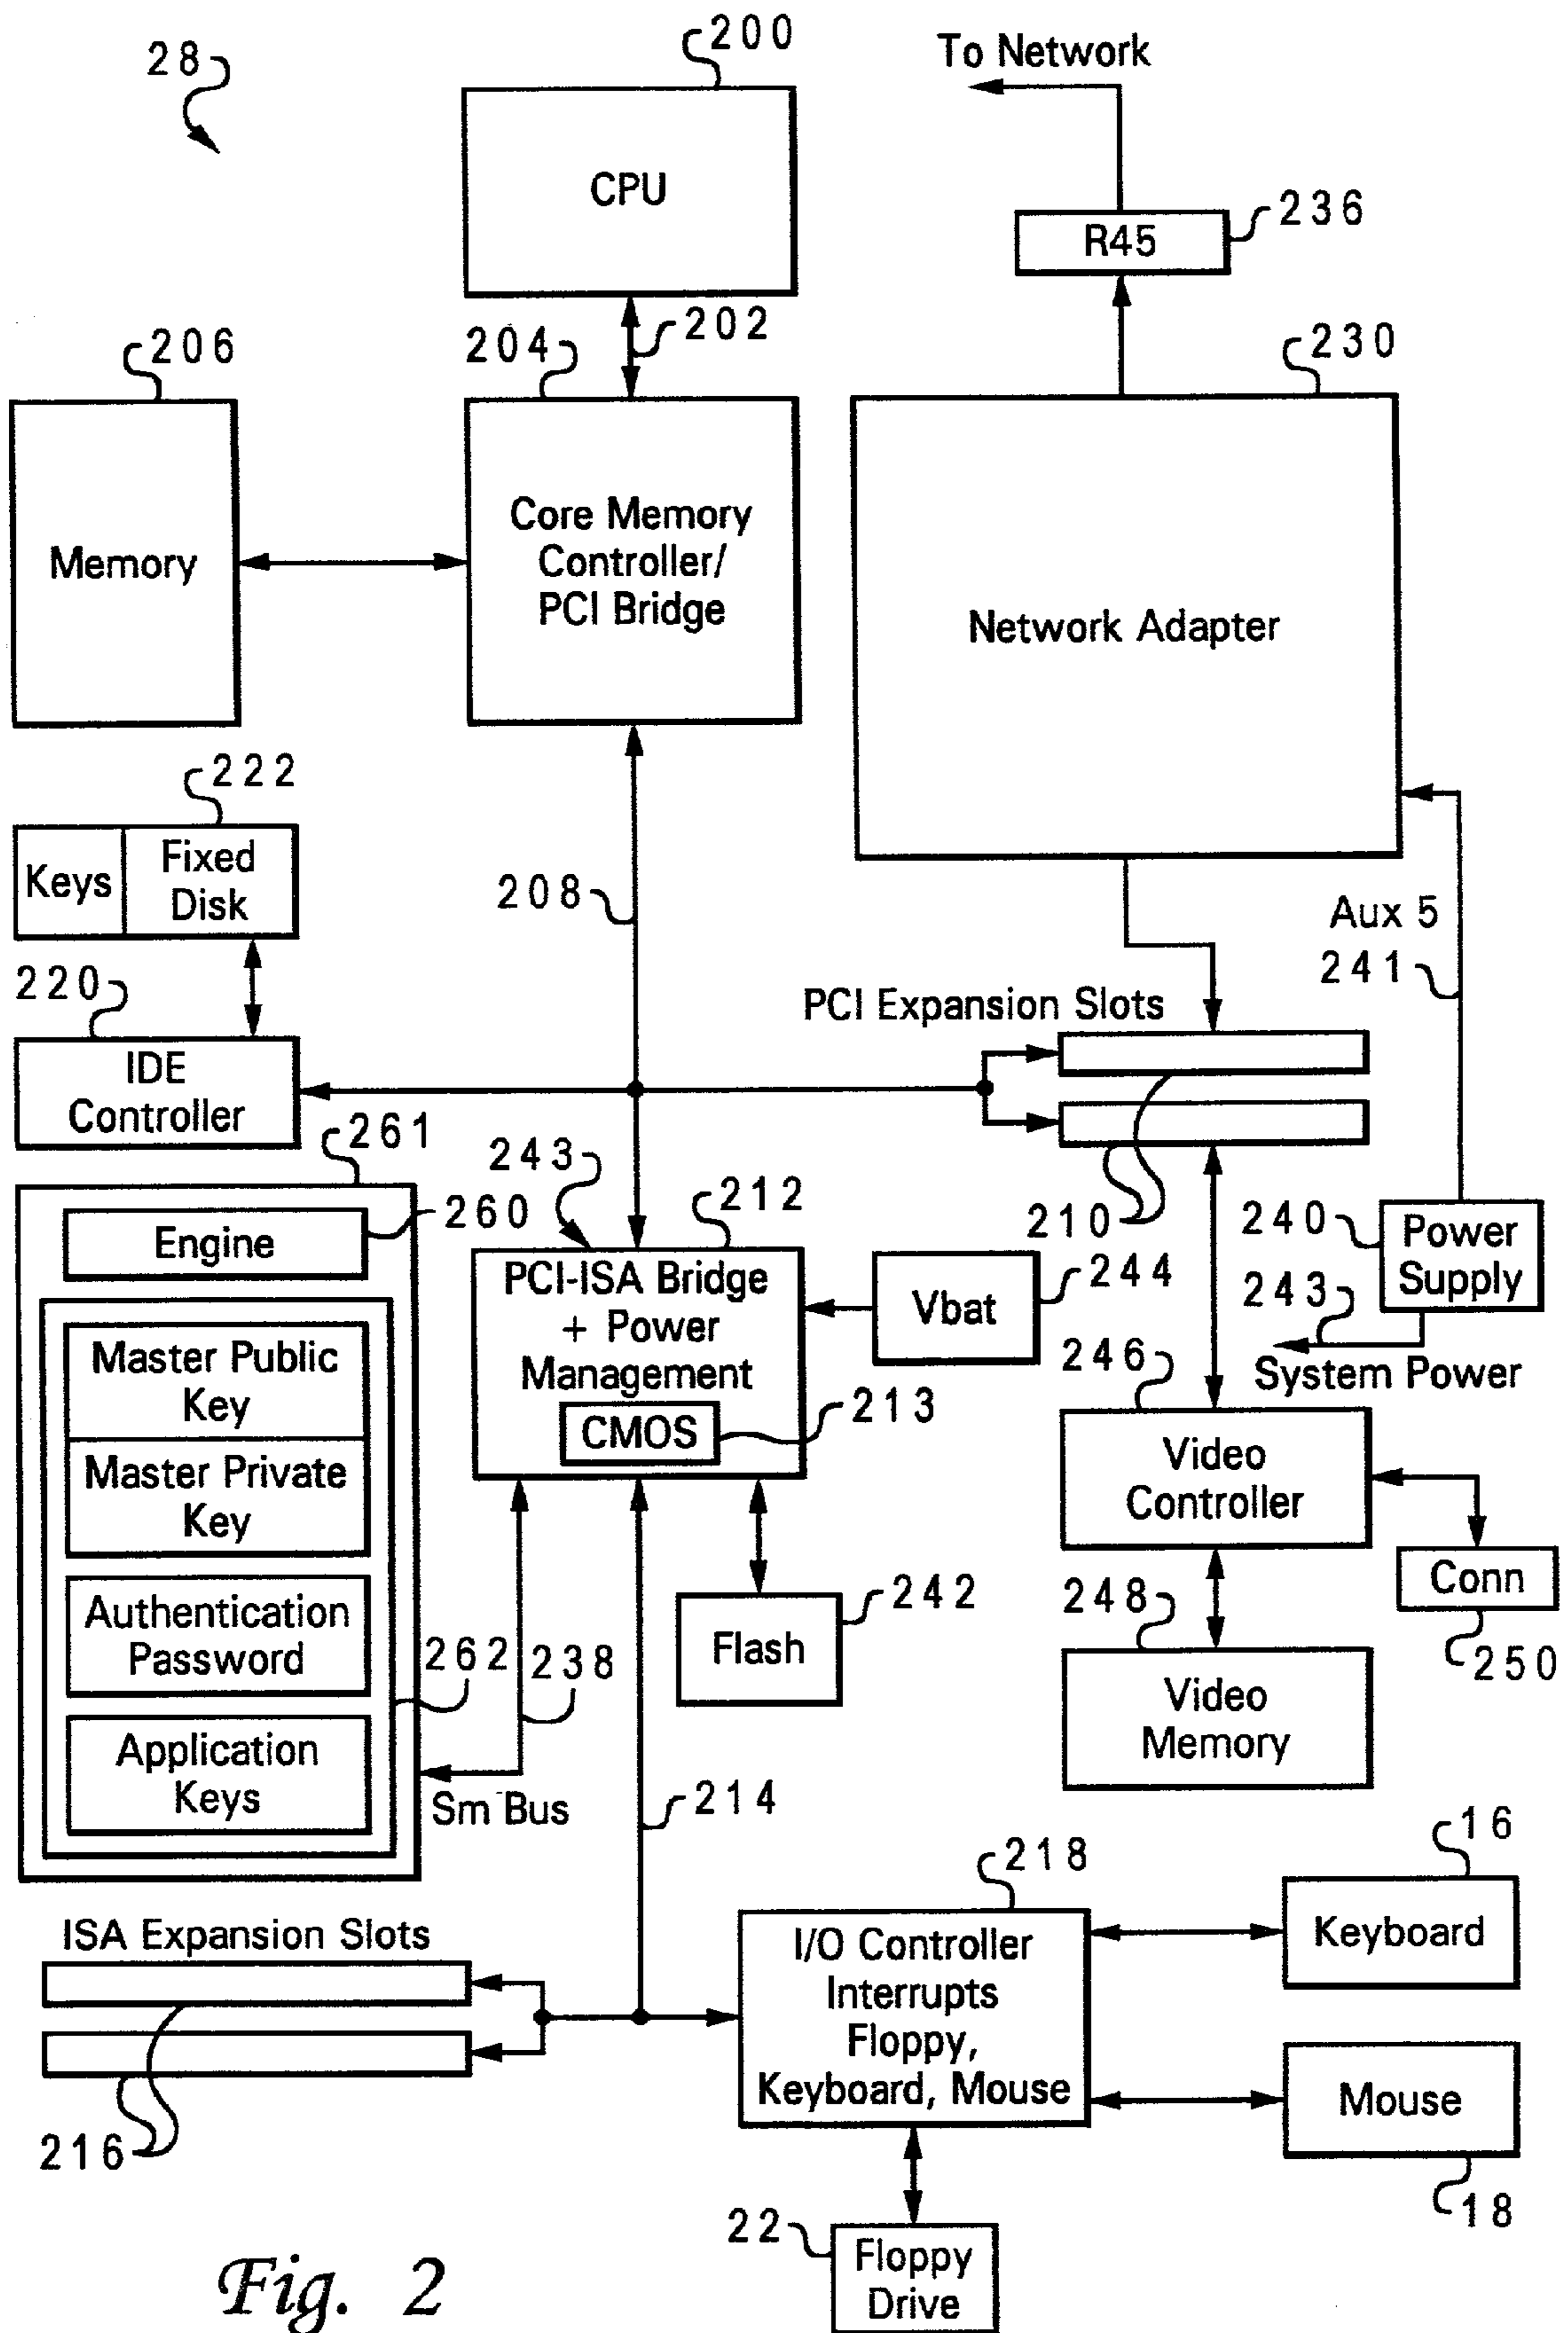 28
200
To Network
CPU
R45
236
202
206
204
230
Memory
Core Memory
Controller/
PCI Bridge
Network Adapter
222
Keys
Fixed
Disk
208
Aux 5
241
220
PCI Expansion Slots
IDE
Controller
261
243
212
210
240
Power
Supply
Engine
260
PCI-ISA Bridge
+ Power
Management
CMOS
213
Vbat
244
243
System Power
246
Master Public
Key
Master Private
Key
Video
Controller
Authentication
Password
262
238
Flash
242
248
Conn
250
Video
Memory
Application
Keys
Sm Bus
214
218
16
ISA Expansion Slots
I/O Controller
Interrupts
Floppy,
Keyboard, Mouse
Keyboard
Mouse
216
18
22
Floppy
Drive
Fig. 2